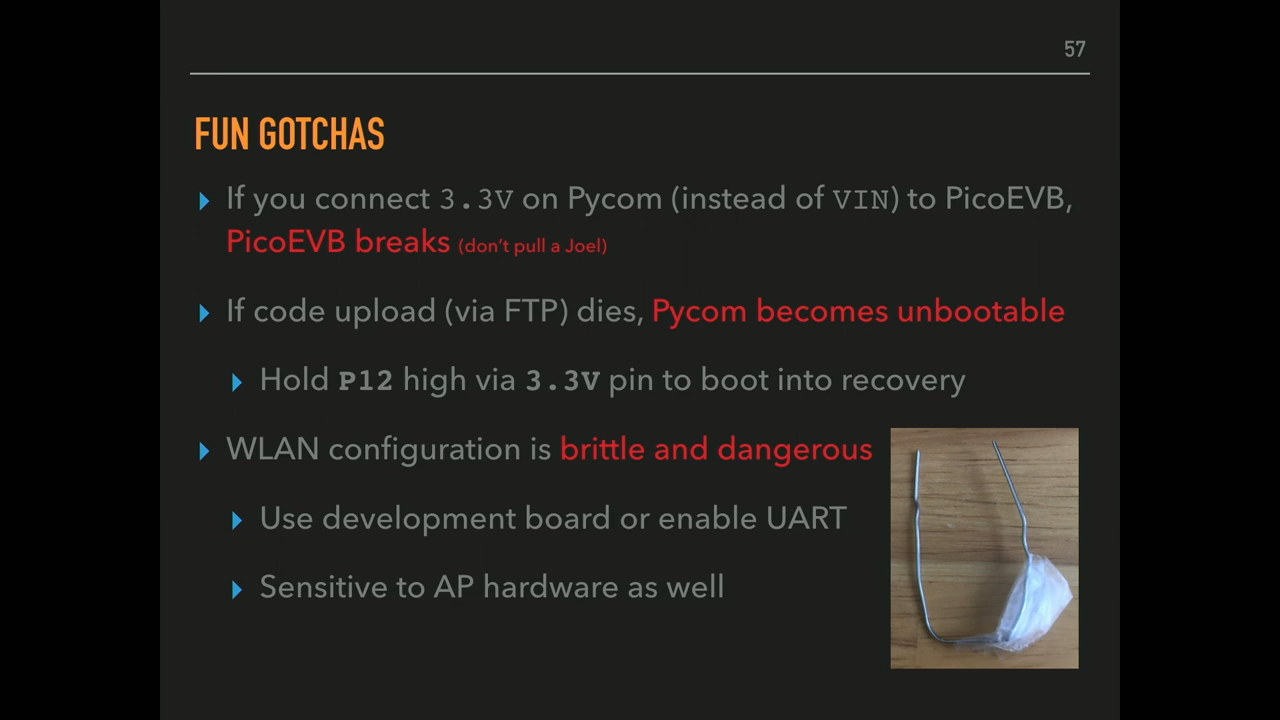 57
FUN GOTCHAS
If you connect 3.3V on Pycom (instead of VIN) to PicoEVB,
PicoEVB breaks (don't pull a Joel)
If code upload (via FTP) dies, Pycom becomes unbootable
Hold P12 high via 3.3V pin to boot into recovery
WLAN configuration is brittle and dangerous
Use development board or enable UART
Sensitive to AP hardware as well